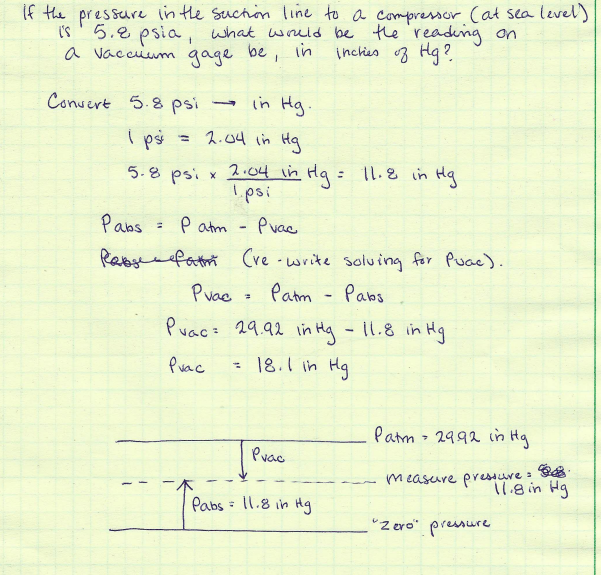 If the pressure in the suction line to a compressor (at sea level)
is 5.8 psia, what would be the reading on
a vaccuum gage be, in inches of Hg?
Convert 5.8 psi → in Hg.
1 psi = 2.04 in Hg
5.8 psi × 2.04 in Hg / 1 psi = 11.8 in Hg
Pabs = Patm - Pvac
(re-write solving for Pvac).
Pvac = Patm - Pabs
Pvac = 29.92 in Hg - 11.8 in Hg
Pvac = 18.1 in Hg
Patm = 29.92 in Hg
Pvac
measure pressure =
11.8 in Hg
Pabs = 11.8 in Hg
"Zero" pressure